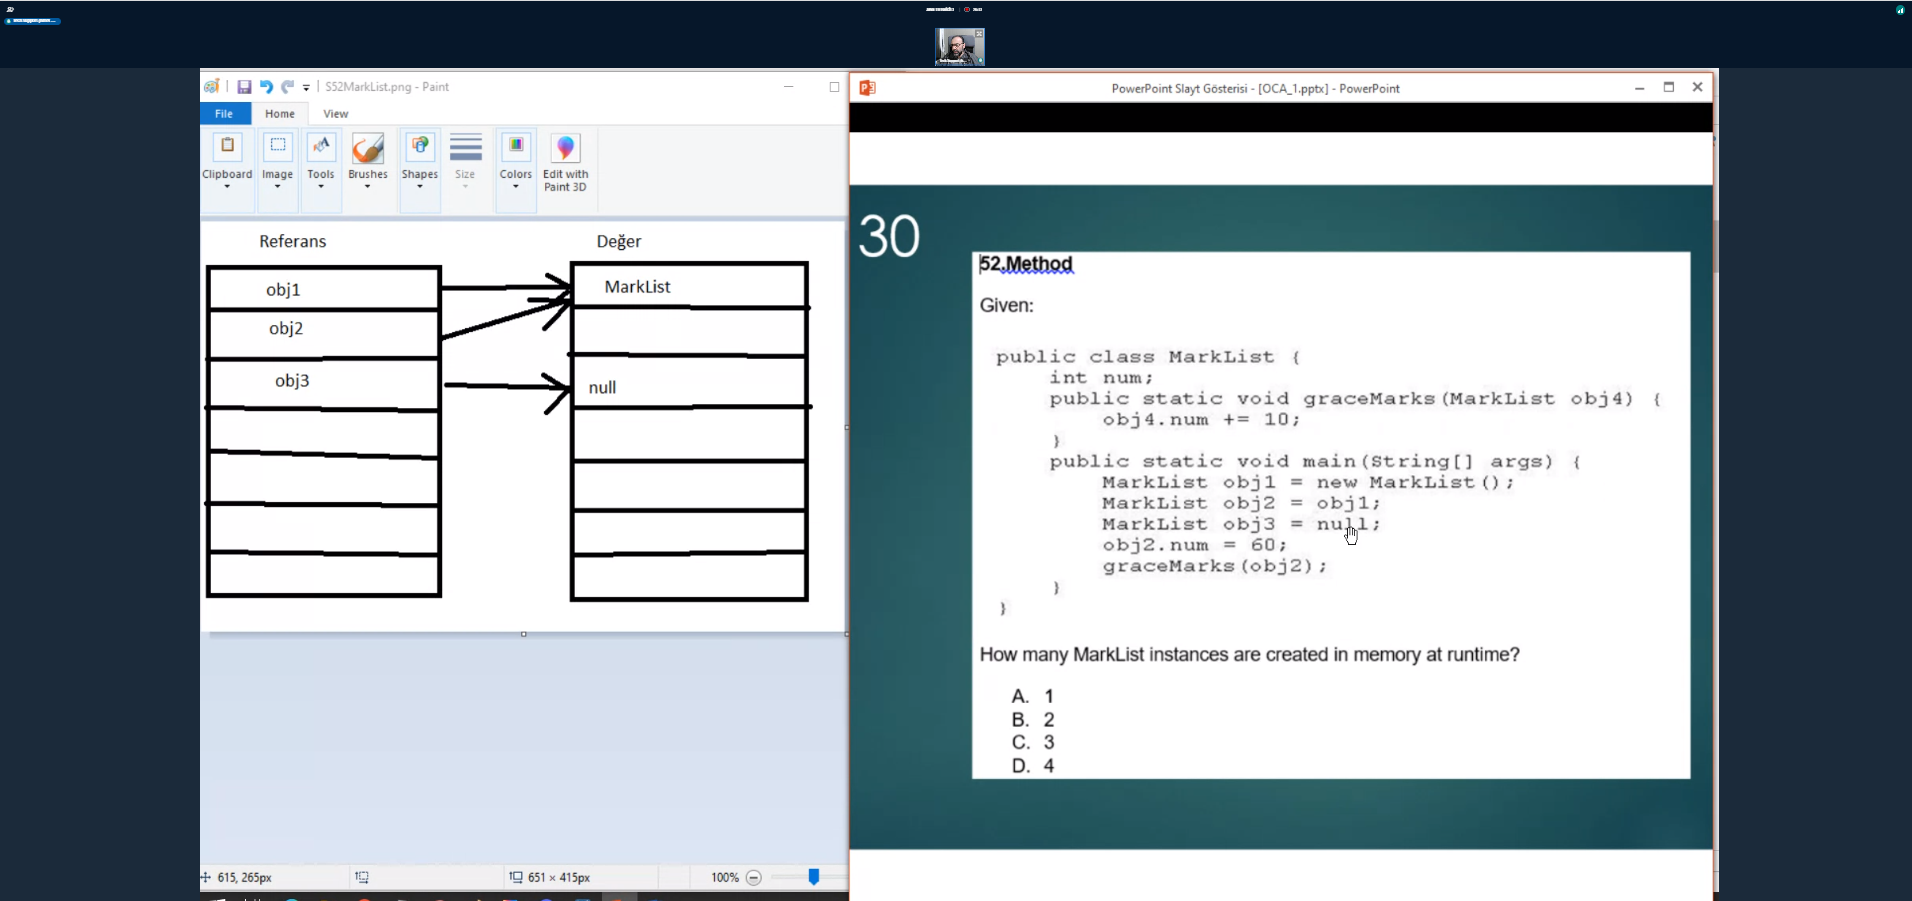 S52MarkList.png - Paint
File Home View
Clipboard Image Tools Brushes Shapes Size Colors Edit with
Paint 3D
Referans Değer
obj1 MarkList
obj2
obj3 null
615, 265px 651 × 415px 100%
PowerPoint Slayt Gösterisi - [OCA_1.pptx] - PowerPoint
30
52.Method
Given:
public class MarkList {
int num;
public static void graceMarks(MarkList obj4) {
obj4.num += 10;
}
public static void main(String[] args) {
MarkList obj1 = new MarkList();
MarkList obj2 = obj1;
MarkList obj3 = null;
obj2.num = 60;
graceMarks(obj2);
}
}
How many MarkList instances are created in memory at runtime?
A. 1
B. 2
C. 3
D. 4